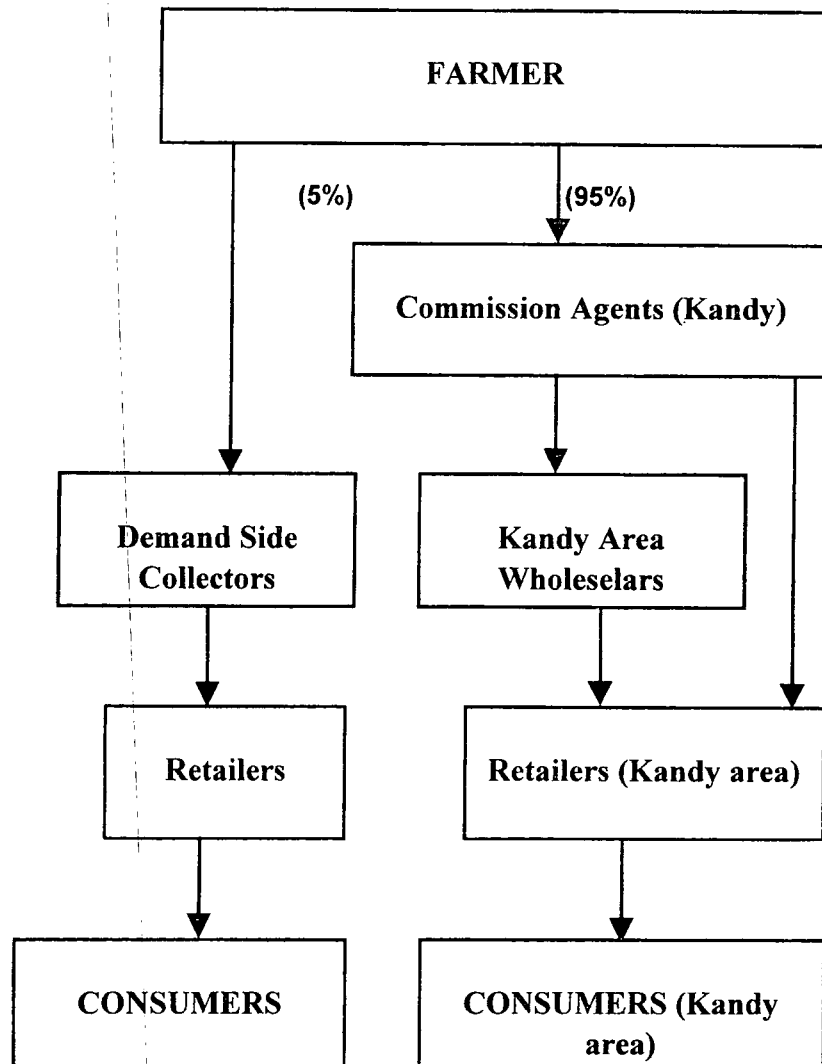 FARMER
(5%)
(95%)
Commission Agents (Kandy)
Demand Side
Collectors
Kandy Area
Wholeselars
Retailers
Retailers (Kandy area)
CONSUMERS
CONSUMERS (Kandy
area)